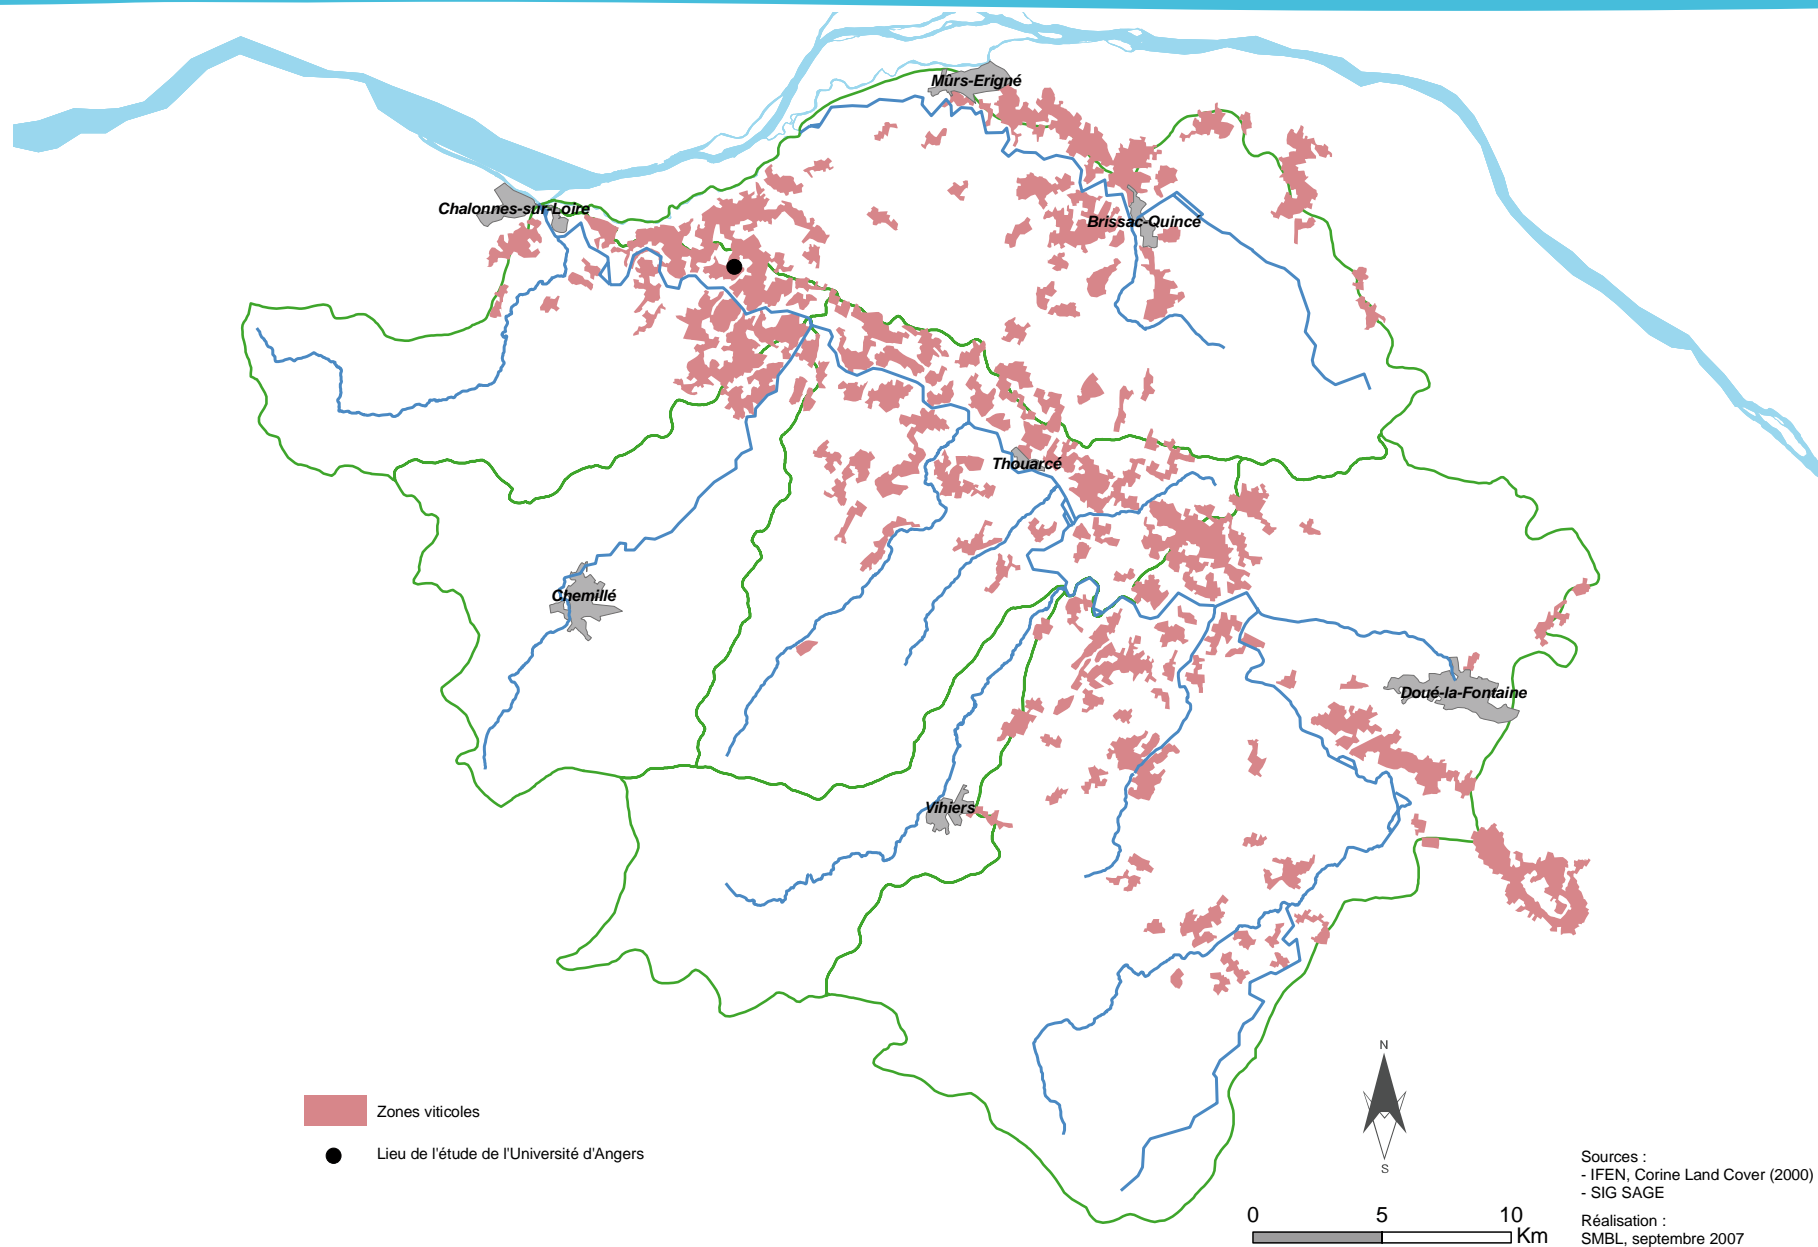 Mûrs-Erigné
Chalonnes-sur-Loire
Brissac-Quincé
Thouarcé
Chemillé
Doué-la-Fontaine
Vihiers
Zones viticoles
Lieu de l'étude de l'Université d'Angers
N
S
0 5 10
Km
Sources :
- IFEN, Corine Land Cover (2000)
- SIG SAGE
Réalisation :
SMBL, septembre 2007